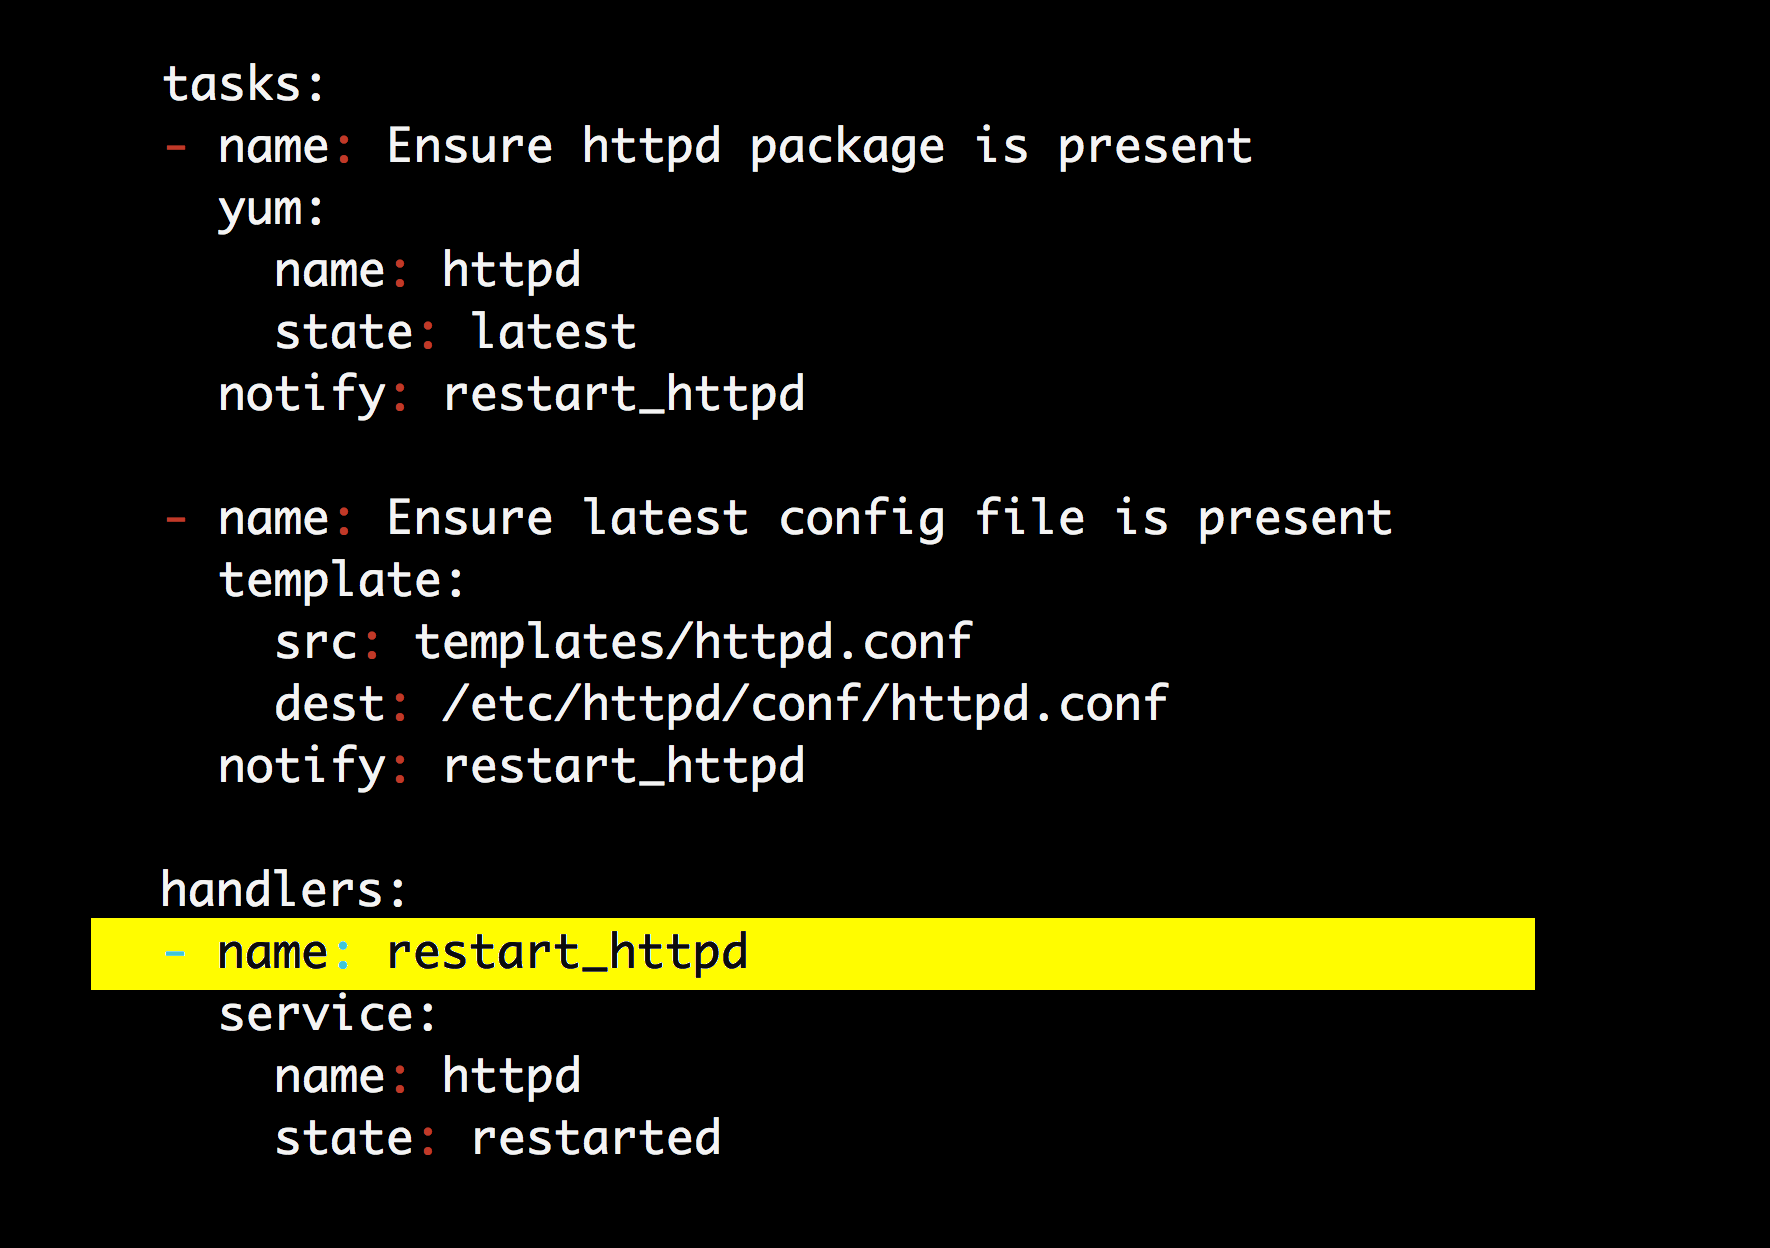 tasks:
- name: Ensure httpd package is present
  yum:
    name: httpd
    state: latest
  notify: restart_httpd

- name: Ensure latest config file is present
  template:
    src: templates/httpd.conf
    dest: /etc/httpd/conf/httpd.conf
  notify: restart_httpd

handlers:
- name: restart_httpd
  service:
    name: httpd
    state: restarted